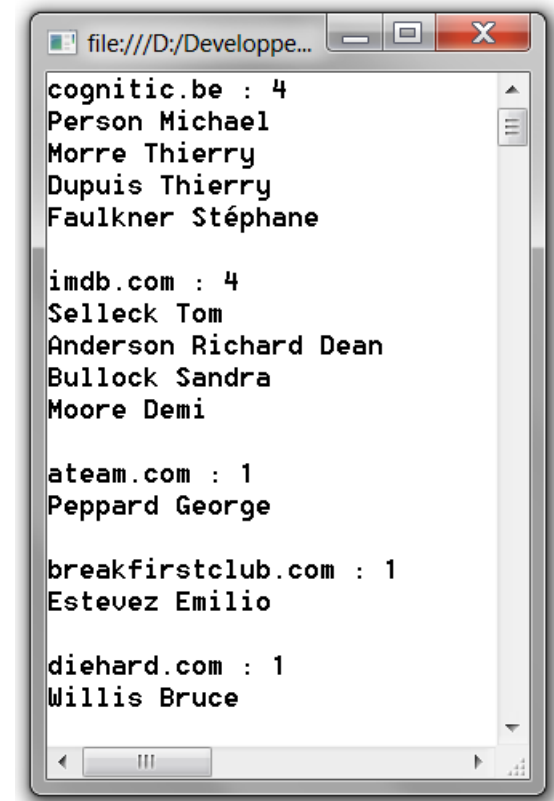 file:///D:/Developpe...
cognitic.be : 4
Person Michael
Morre Thierry
Dupuis Thierry
Faulkner Stéphane
imdb.com : 4
Selleck Tom
Anderson Richard Dean
Bullock Sandra
Moore Demi
ateam.com : 1
Peppard George
breakfirstclub.com : 1
Estevez Emilio
diehard.com : 1
Willis Bruce